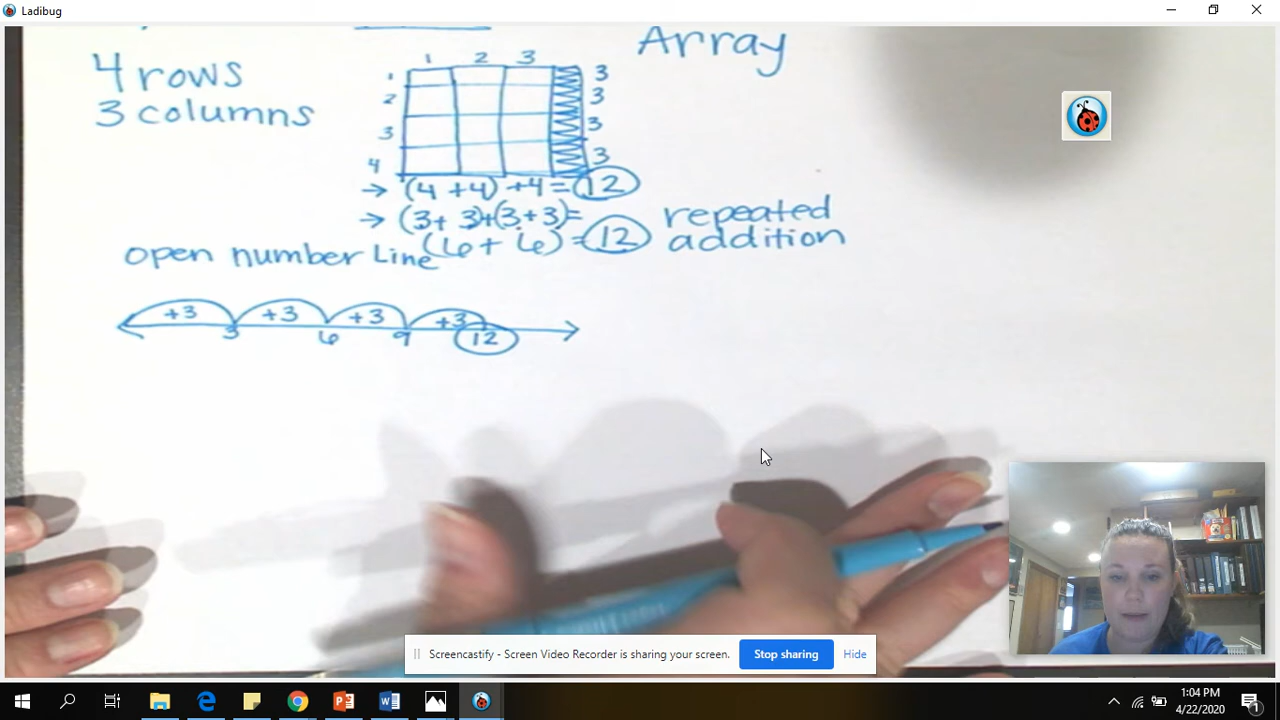 Ladibug
Array
4 rows
3 columns
1 2 3
1
2
3
4
3
3
3
3
→ (4 + 4) + 4 = 12
→ (3 + 3) + (3 + 3) =
(6 + 6) = 12
repeated
addition
open number Line
+3 +3 +3 +3
3 6 9 12
Screencastify - Screen Video Recorder is sharing your screen.
Stop sharing
Hide
1:04 PM
4/22/2020
1